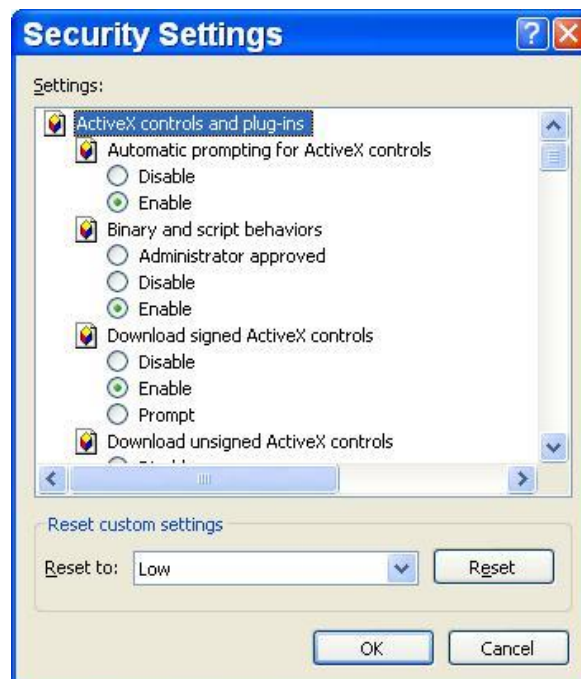 Security Settings
Settings:
ActiveX controls and plug-ins
Automatic prompting for ActiveX controls
Disable
Enable
Binary and script behaviors
Administrator approved
Disable
Enable
Download signed ActiveX controls
Disable
Enable
Prompt
Download unsigned ActiveX controls
Reset custom settings
Reset to: Low Reset
OK Cancel